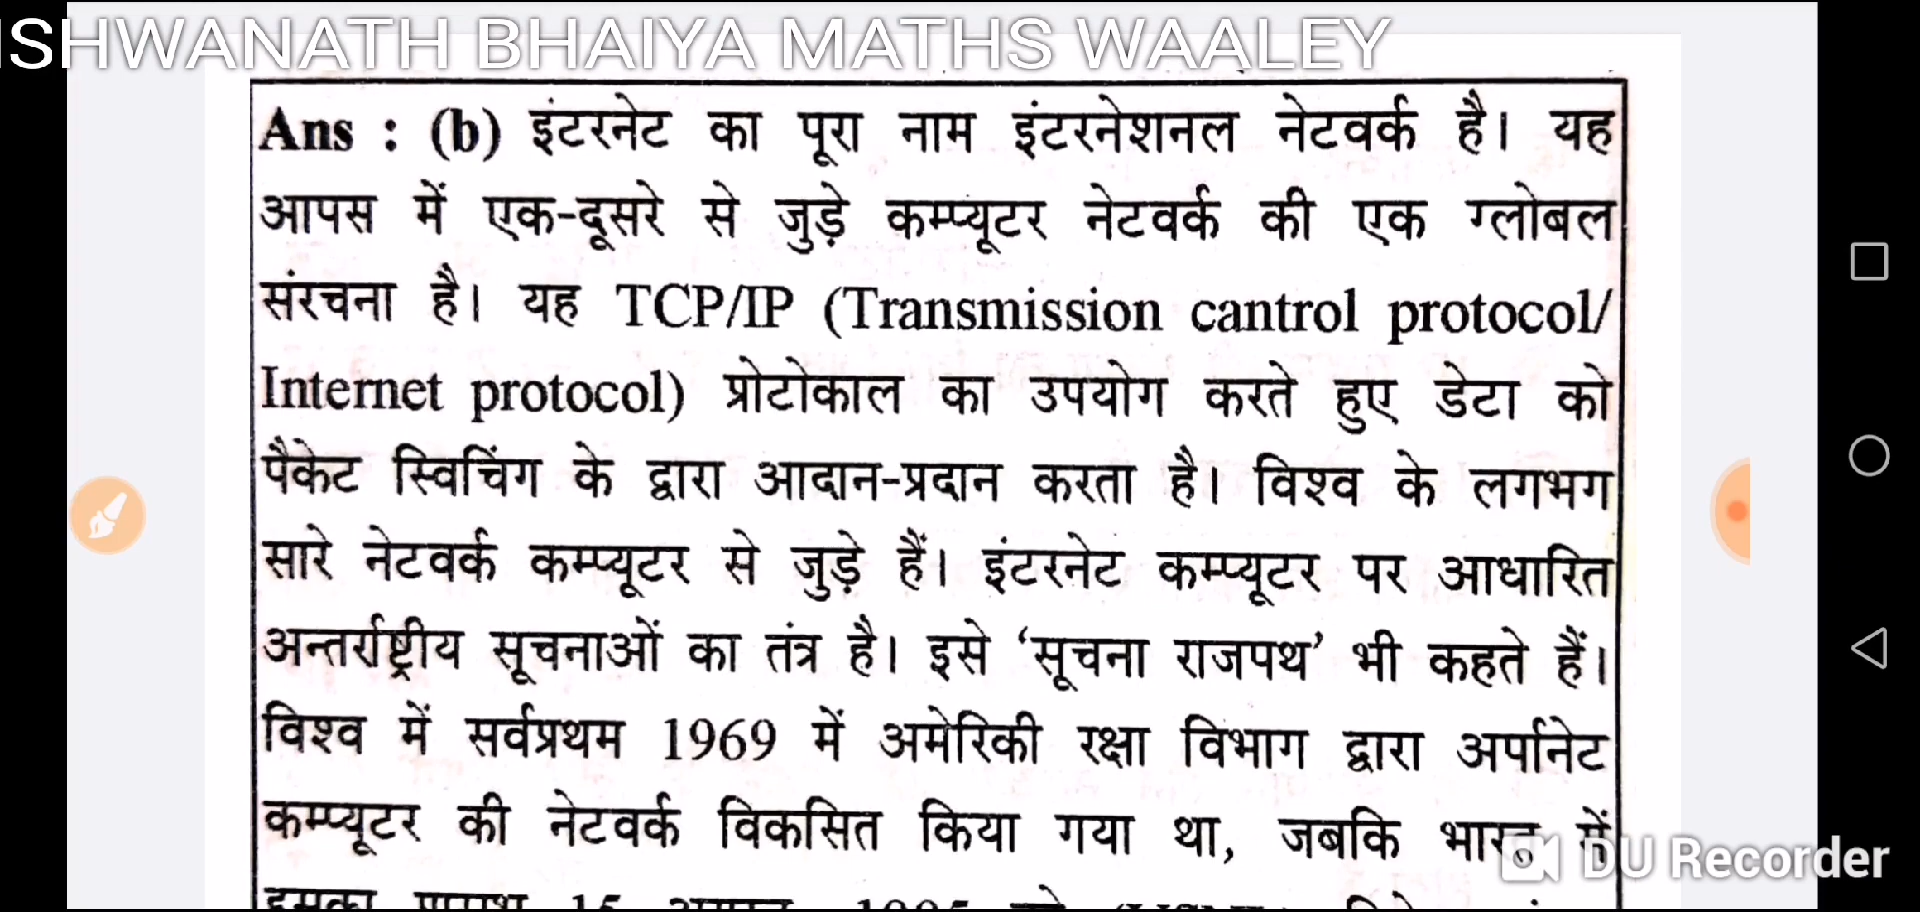 SHWANATH BHAIYA MATHS WAALEY
Ans : (b) इंटरनेट का पूरा नाम इंटरनेशनल नेटवर्क है। यह
आपस में एक-दूसरे से जुड़े कम्प्यूटर नेटवर्क की एक ग्लोबल
संरचना है। यह TCP/IP (Transmission cantrol protocol/
Internet protocol) प्रोटोकाल का उपयोग करते हुए डेटा को
पैकेट स्विचिंग के द्वारा आदान-प्रदान करता है। विश्व के लगभग
सारे नेटवर्क कम्प्यूटर से जुड़े हैं। इंटरनेट कम्प्यूटर पर आधारित
अन्तर्राष्ट्रीय सूचनाओं का तंत्र है। इसे ‘सूचना राजपथ’ भी कहते हैं।
विश्व में सर्वप्रथम 1969 में अमेरिकी रक्षा विभाग द्वारा अर्पानेट
कम्प्यूटर की नेटवर्क विकसित किया गया था, जबकि भारत में
DU Recorder